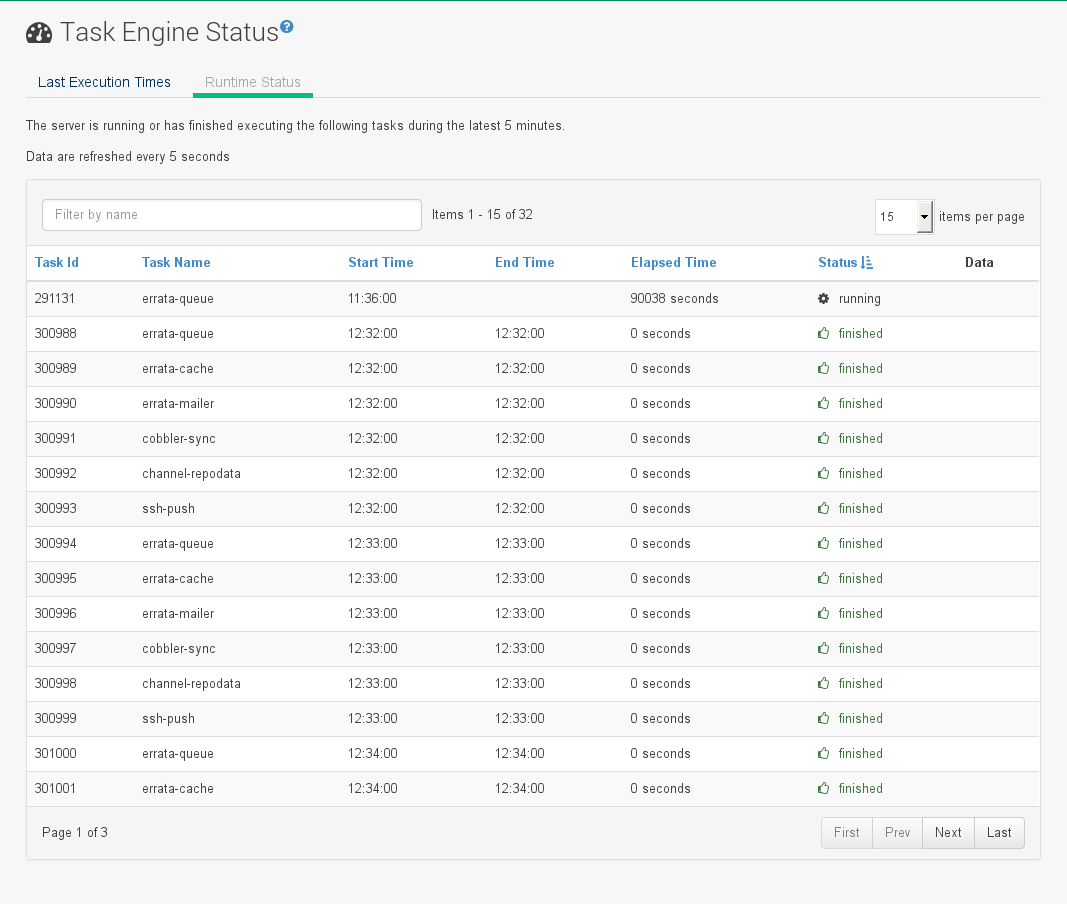 Task Engine Status
Last Execution Times Runtime Status
The server is running or has finished executing the following tasks during the latest 5 minutes.
Data are refreshed every 5 seconds
Filter by name Items 1 - 15 of 32 15 items per page
Task Id Task Name Start Time End Time Elapsed Time Status Data
291131 errata-queue 11:36:00 90038 seconds running
300988 errata-queue 12:32:00 12:32:00 0 seconds finished
300989 errata-cache 12:32:00 12:32:00 0 seconds finished
300990 errata-mailer 12:32:00 12:32:00 0 seconds finished
300991 cobbler-sync 12:32:00 12:32:00 0 seconds finished
300992 channel-repodata 12:32:00 12:32:00 0 seconds finished
300993 ssh-push 12:32:00 12:32:00 0 seconds finished
300994 errata-queue 12:33:00 12:33:00 0 seconds finished
300995 errata-cache 12:33:00 12:33:00 0 seconds finished
300996 errata-mailer 12:33:00 12:33:00 0 seconds finished
300997 cobbler-sync 12:33:00 12:33:00 0 seconds finished
300998 channel-repodata 12:33:00 12:33:00 0 seconds finished
300999 ssh-push 12:33:00 12:33:00 0 seconds finished
301000 errata-queue 12:34:00 12:34:00 0 seconds finished
301001 errata-cache 12:34:00 12:34:00 0 seconds finished
Page 1 of 3 First Prev Next Last